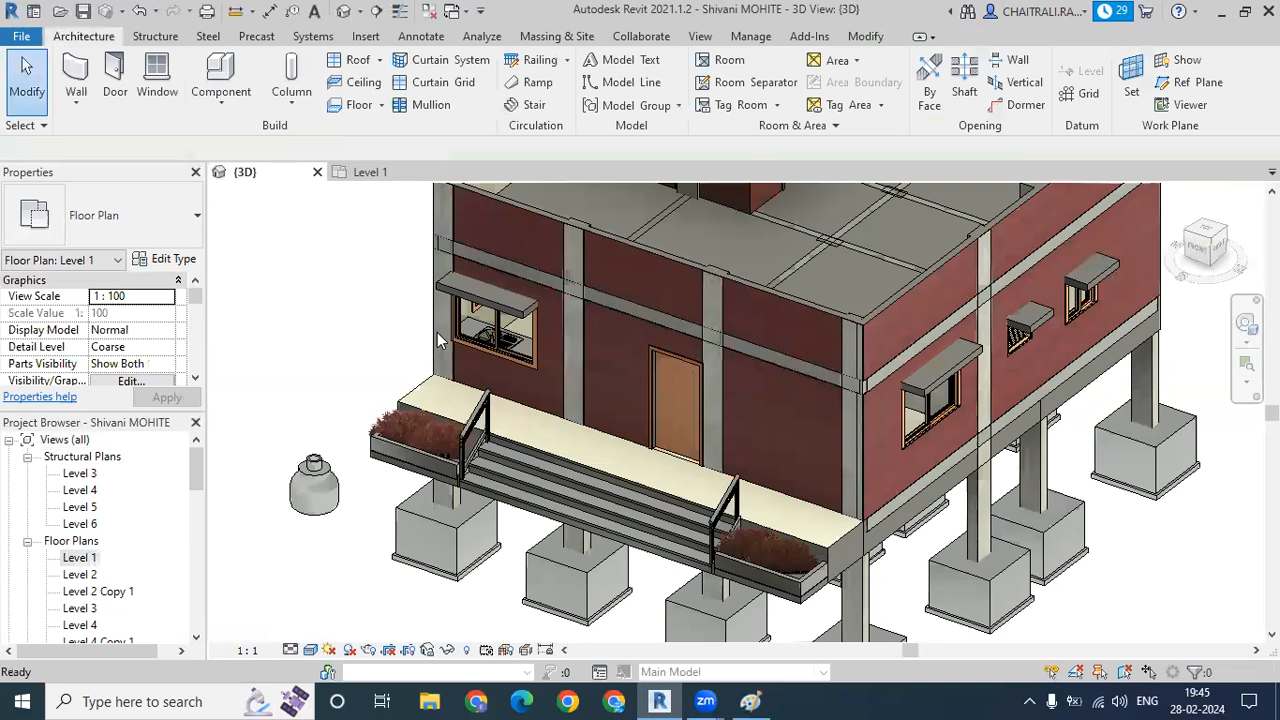 Autodesk Revit 2021.1.2 - Shivani MOHITE - 3D View: {3D}
CHAITRALI.RA...
29
File Architecture Structure Steel Precast Systems Insert Annotate Analyze Massing & Site Collaborate View Manage Add-Ins Modify
Modify Wall Door Window Component Column
Roof Curtain System Railing Model Text Room Area Wall Level Show
Ceiling Curtain Grid Ramp Model Line Room Separator Area Boundary By Face Shaft Vertical Grid Set Ref Plane
Floor Mullion Stair Model Group Tag Room Tag Area Dormer Viewer
Select Build Circulation Model Room & Area Opening Datum Work Plane
Properties
{3D}
Level 1
Floor Plan
Floor Plan: Level 1 Edit Type
Graphics
View Scale 1 : 100
Scale Value 1: 100
Display Model Normal
Detail Level Coarse
Parts Visibility Show Both
Visibility/Grap... Edit...
Properties help Apply
Project Browser - Shivani MOHITE
Views (all)
Structural Plans
Level 3
Level 4
Level 5
Level 6
Floor Plans
Level 1
Level 2
Level 2 Copy 1
Level 3
Level 4
Level 4 Copy 1
1 : 1
Ready
:0
Main Model
:0
Type here to search
ENG
19:45
28-02-2024